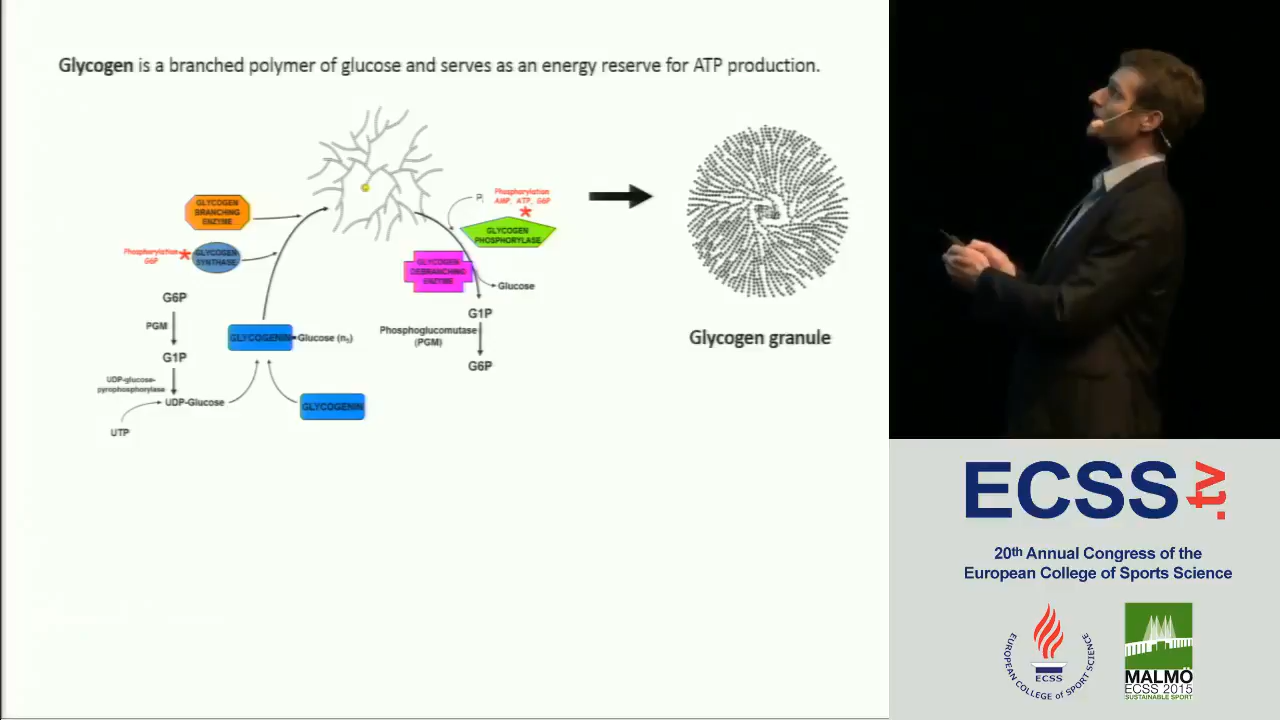 Glycogen is a branched polymer of glucose and serves as an energy reserve for ATP production.
GLYCOGEN
BRANCHING
ENZYME
Phosphorylation
G6P
*
GLYCOGEN
SYNTHASE
G6P
PGM
G1P
UDP-glucose-
pyrophosphorylase
UDP-Glucose
UTP
GLYCOGENIN
Glucose (n₈)
GLYCOGENIN
Pᵢ
Phosphorylation
AMP, ATP, G6P
*
GLYCOGEN
PHOSPHORYLASE
GLYCOGEN
DEBRANCHING
ENZYME
Glucose
G1P
Phosphoglucomutase
(PGM)
G6P
Glycogen granule
ECSS.tv
20th Annual Congress of the
European College of Sports Science
EUROPEAN COLLEGE OF SPORT SCIENCE
ECSS
MALMÖ
ECSS 2015
SUSTAINABLE SPORT